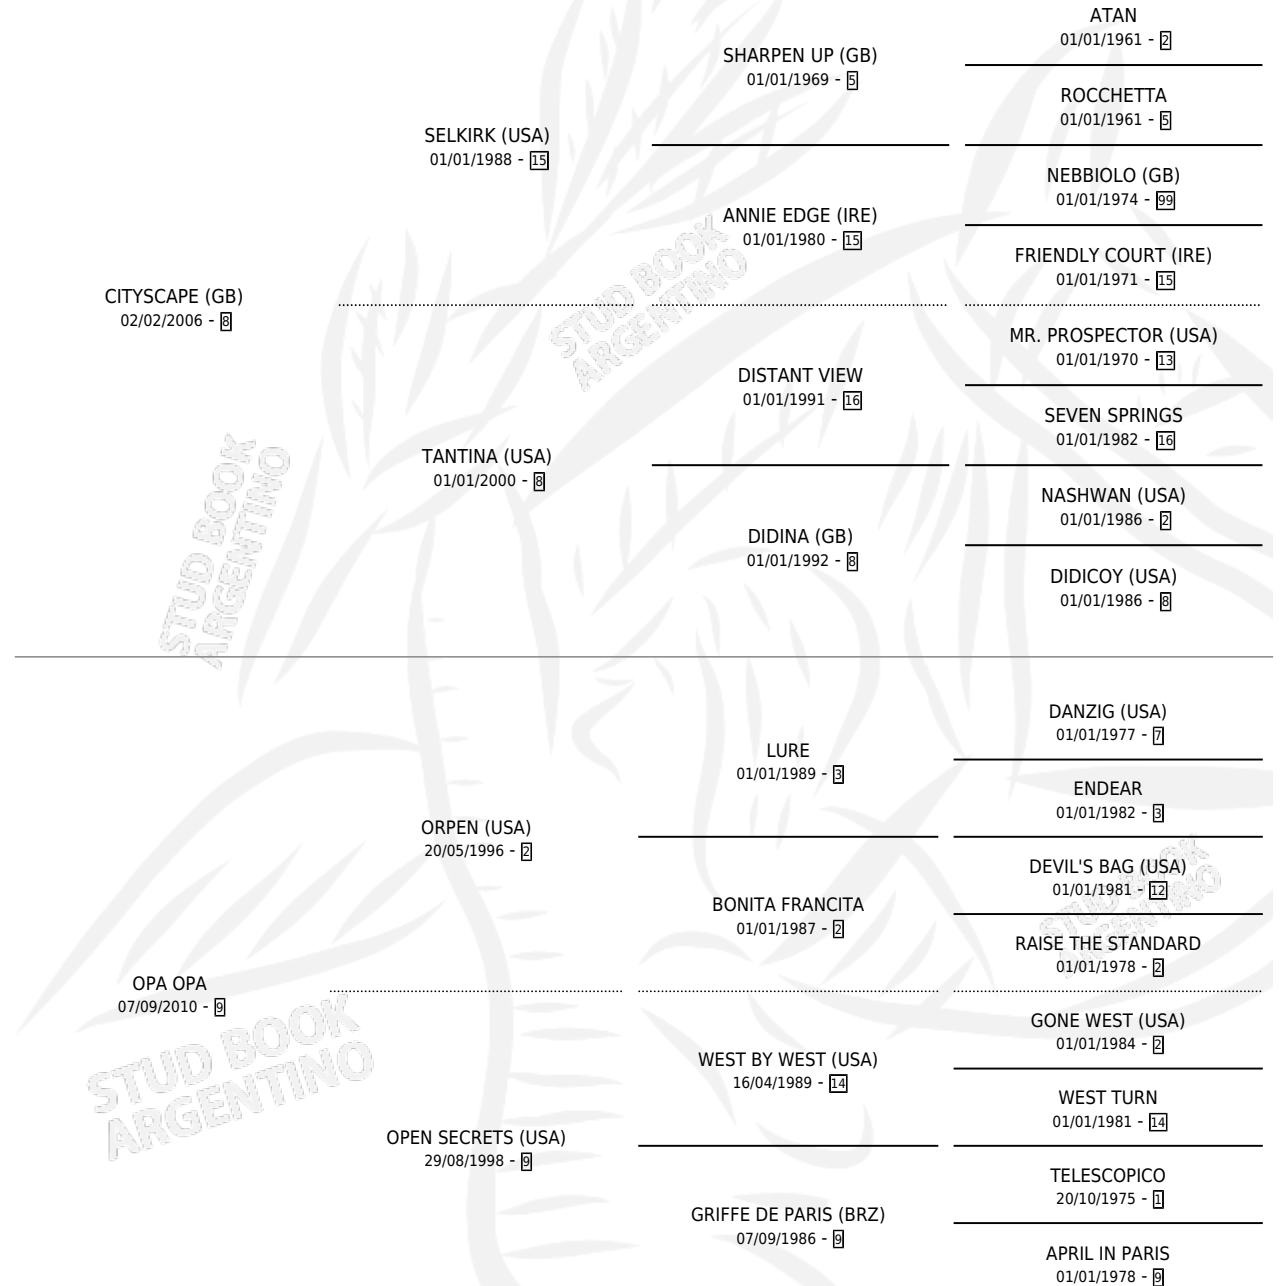 ATAN
01/01/1961 - 2
SHARPEN UP (GB)
01/01/1969 - 5
ROCCHETTA
01/01/1961 - 5
SELKIRK (USA)
01/01/1988 - 15
NEBBIOLO (GB)
01/01/1974 - 99
ANNIE EDGE (IRE)
01/01/1980 - 15
FRIENDLY COURT (IRE)
01/01/1971 - 15
CITYSCAPE (GB)
02/02/2006 - 8
MR. PROSPECTOR (USA)
01/01/1970 - 13
DISTANT VIEW
01/01/1991 - 16
SEVEN SPRINGS
01/01/1982 - 16
TANTINA (USA)
01/01/2000 - 8
NASHWAN (USA)
01/01/1986 - 2
DIDINA (GB)
01/01/1992 - 8
DIDICOY (USA)
01/01/1986 - 8
DANZIG (USA)
01/01/1977 - 7
LURE
01/01/1989 - 3
ENDEAR
01/01/1982 - 3
ORPEN (USA)
20/05/1996 - 2
DEVIL'S BAG (USA)
01/01/1981 - 12
BONITA FRANCITA
01/01/1987 - 2
RAISE THE STANDARD
01/01/1978 - 2
OPA OPA
07/09/2010 - 9
GONE WEST (USA)
01/01/1984 - 2
WEST BY WEST (USA)
16/04/1989 - 14
WEST TURN
01/01/1981 - 14
OPEN SECRETS (USA)
29/08/1998 - 9
TELESCOPICO
20/10/1975 - 1
GRIFFE DE PARIS (BRZ)
07/09/1986 - 9
APRIL IN PARIS
01/01/1978 - 9
STUD BOOK
ARGENTINO
STUD BOOK
ARGENTINO
STUD BOOK
ARGENTINO
STUD BOOK
ARGENTINO